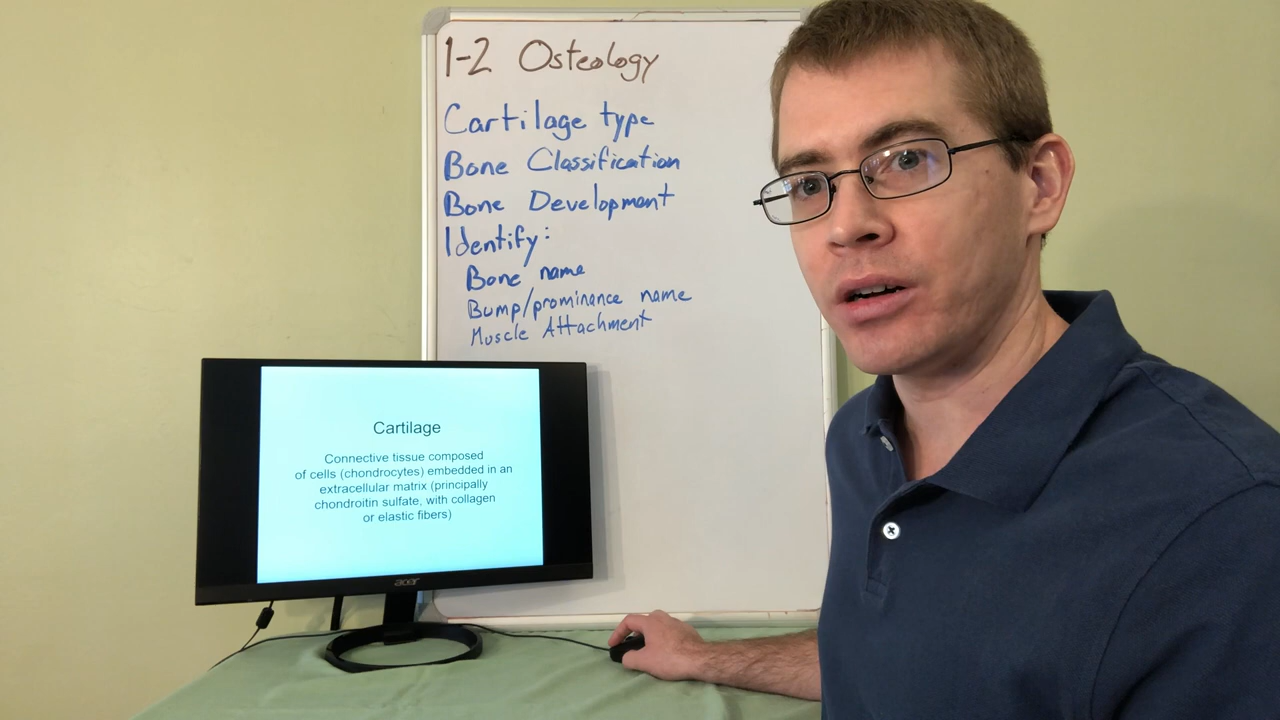 1-2 Osteology
Cartilage type
Bone Classification
Bone Development
Identify:
Bone name
Bump/prominance name
Muscle Attachment
Cartilage
Connective tissue composed
of cells (chondrocytes) embedded in an
extracellular matrix (principally
chondroitin sulfate, with collagen
or elastic fibers)
acer